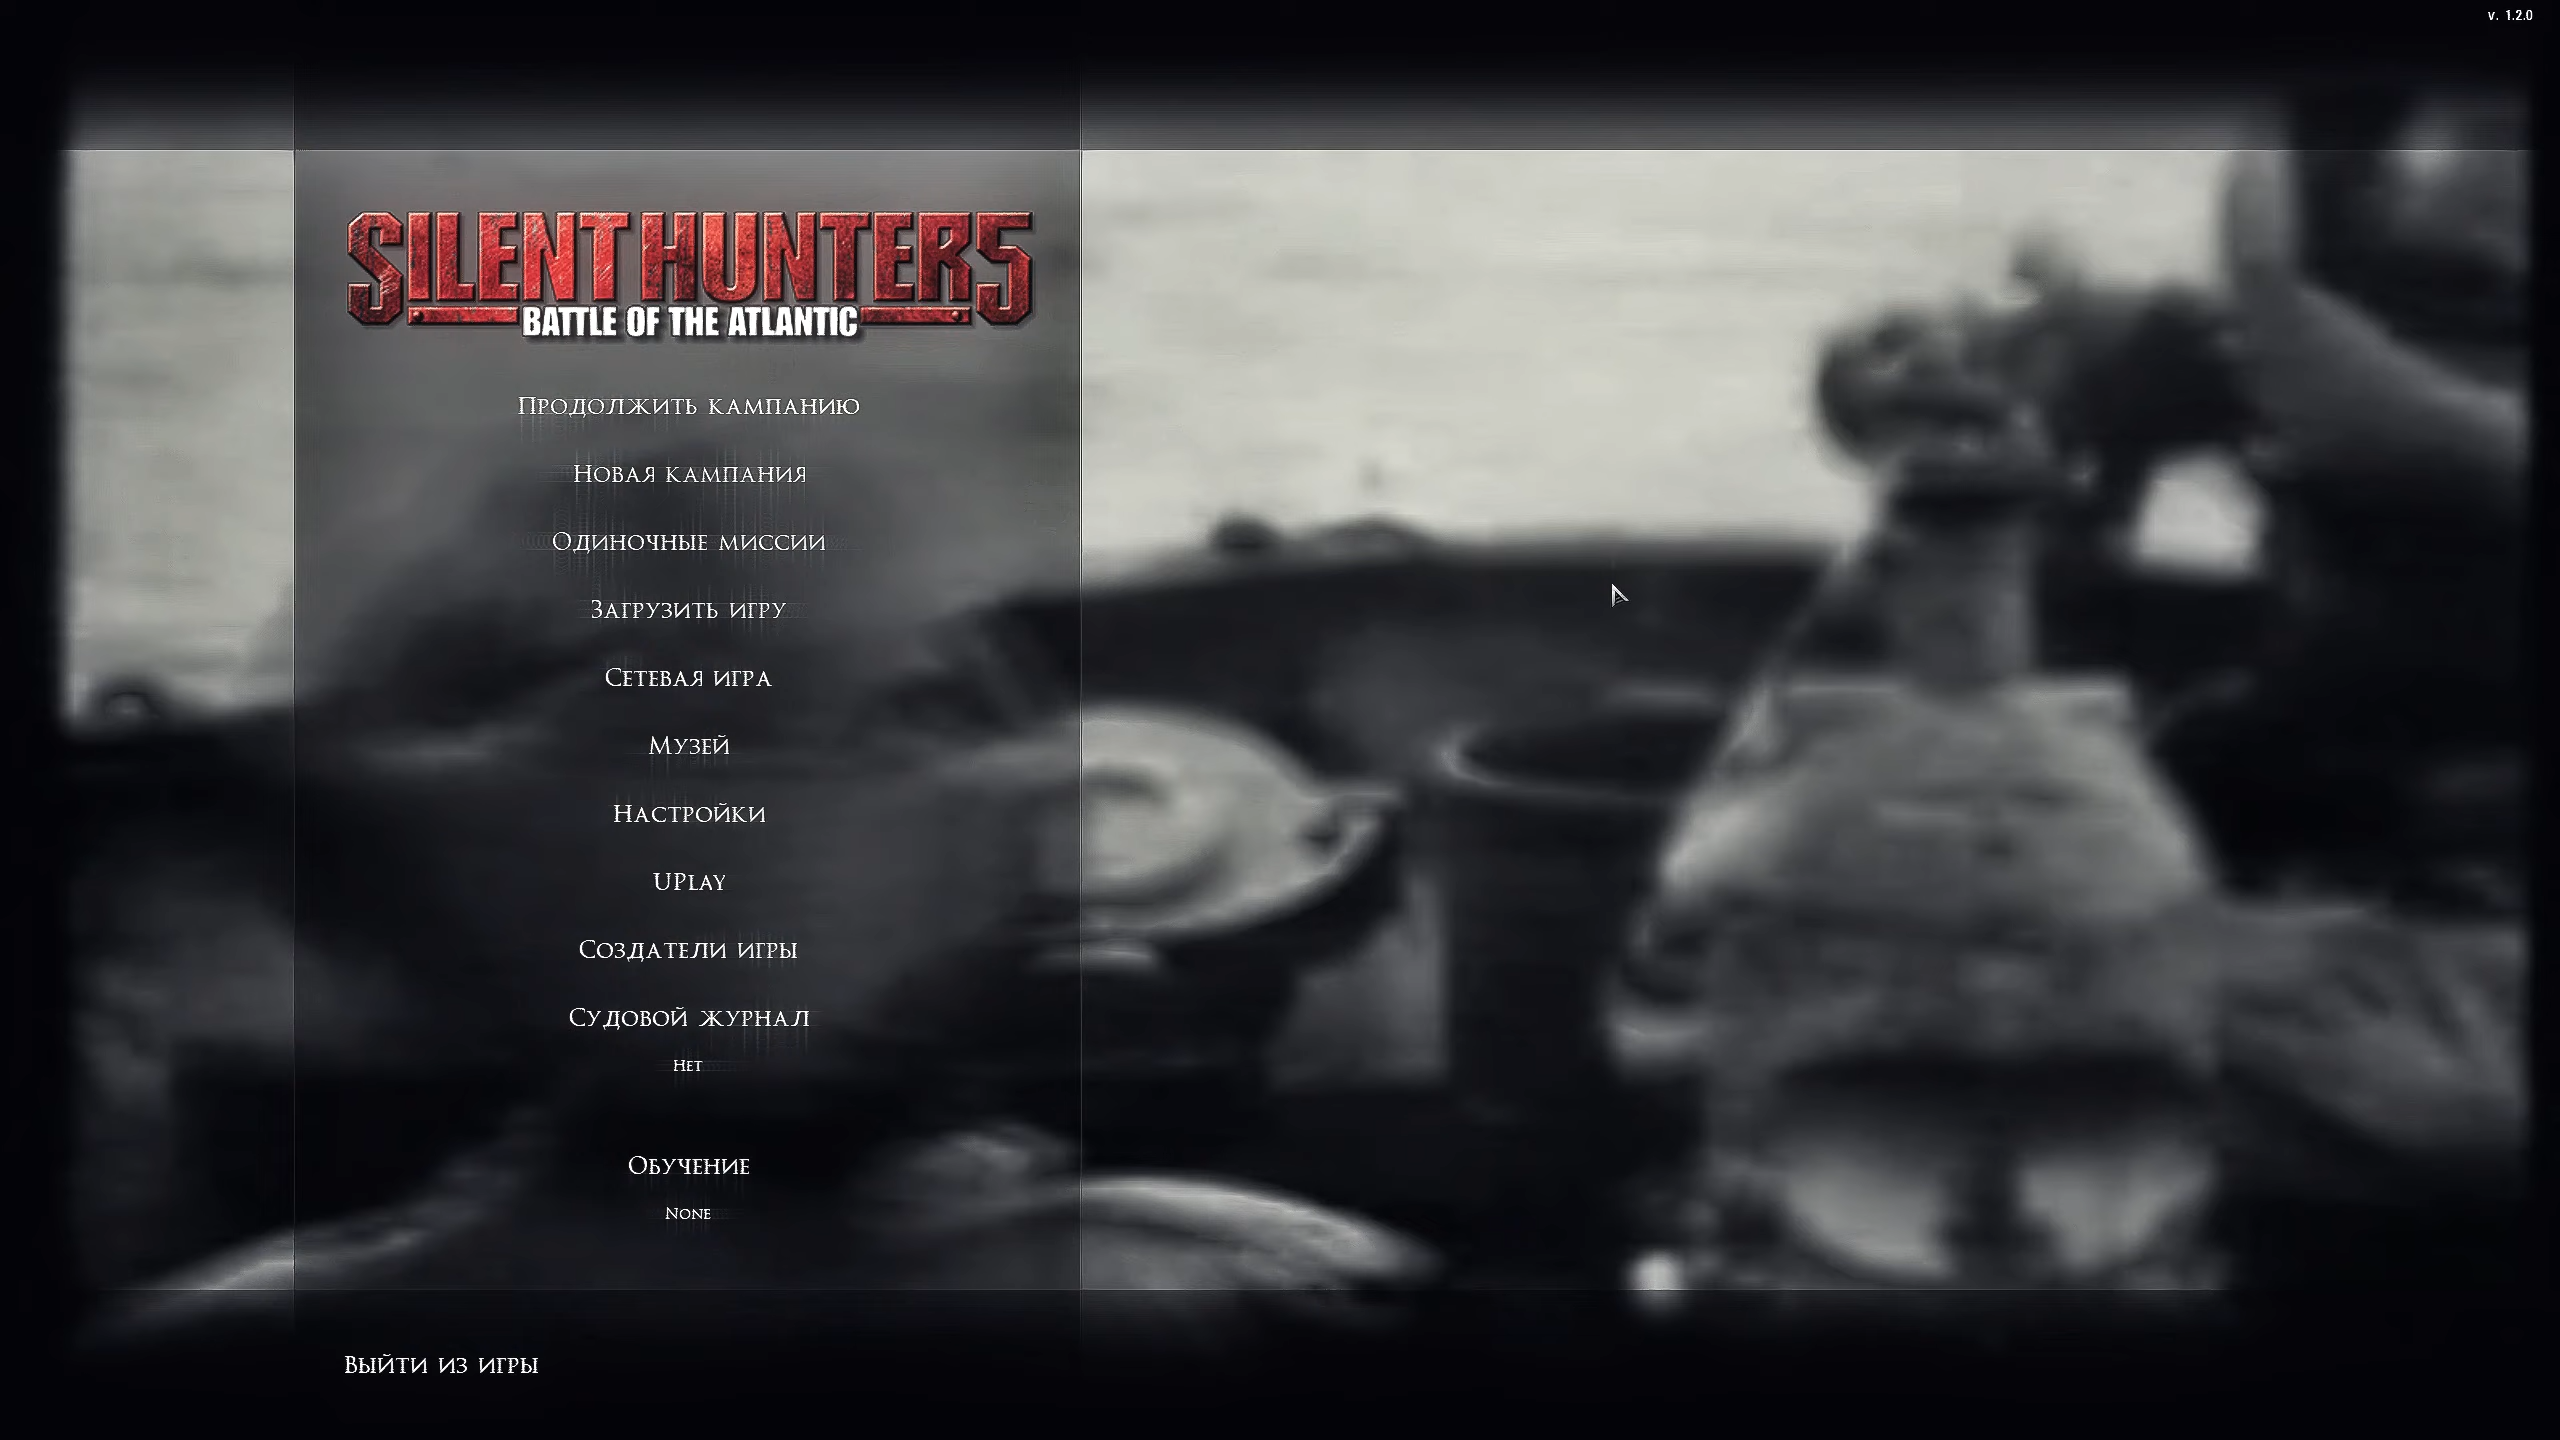 v. 1.2.0
SILENT HUNTER 5
BATTLE OF THE ATLANTIC
Продолжить кампанию
Новая кампания
Одиночные миссии
Загрузить игру
Сетевая игра
Музей
Настройки
UPlay
Создатели игры
Судовой журнал
Нет
Обучение
None
Выйти из игры